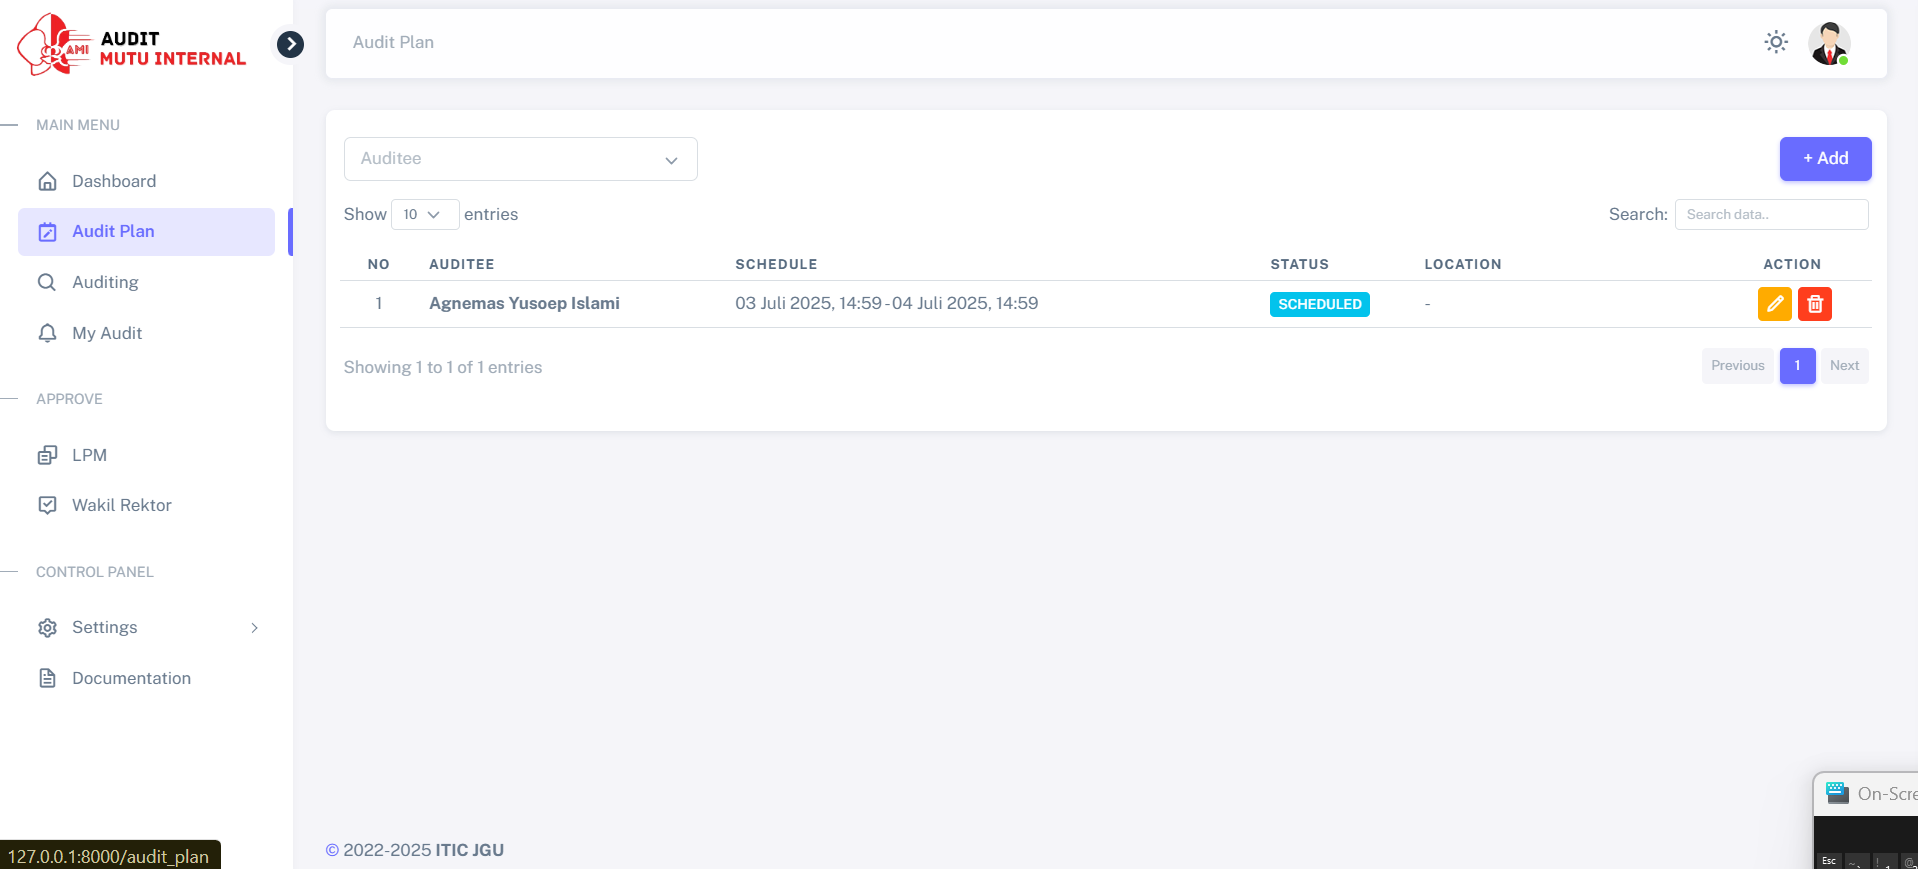 AMI
AUDIT
MUTU INTERNAL
MAIN MENU
Dashboard
Audit Plan
Auditing
My Audit
APPROVE
LPM
Wakil Rektor
CONTROL PANEL
Settings
Documentation
127.0.0.1:8000/audit_plan
Audit Plan
Auditee
+ Add
Show 10 entries
Search: Search data..
NO AUDITEE SCHEDULE STATUS LOCATION ACTION
1 Agnemas Yusoep Islami 03 Juli 2025, 14:59 - 04 Juli 2025, 14:59 SCHEDULED -
Showing 1 to 1 of 1 entries
Previous 1 Next
© 2022-2025 ITIC JGU
On-Scre
Esc